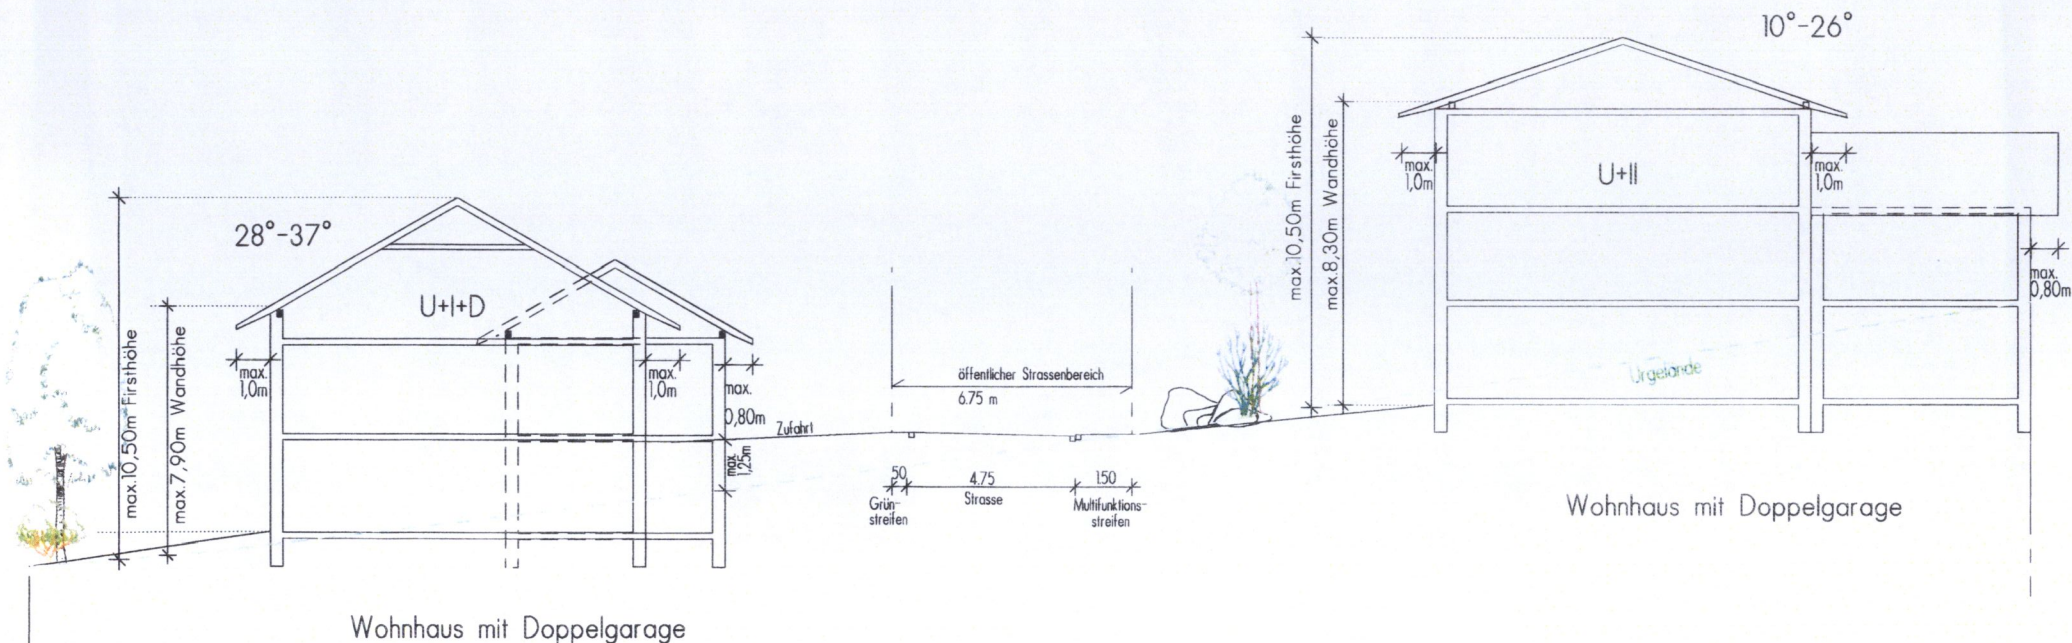 28°-37°
max.10,50m Firsthöhe
max.7,90m Wandhöhe
U+I+D
max.
1,0m
max.
1,0m
max.
0,80m
max.
1,25m
Zufahrt
Wohnhaus mit Doppelgarage
öffentlicher Strassenbereich
6.75 m
50
4.75
1.50
Grün-
streifen
Strasse
Multifunktions-
streifen
10°-26°
max.10,50m Firsthöhe
max.8,30m Wandhöhe
U+II
max.
1,0m
max.
1,0m
max.
0,80m
Urgelände
Wohnhaus mit Doppelgarage